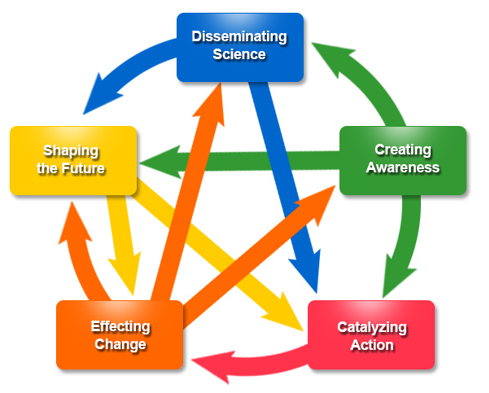 Disseminating
Science
Shaping
the Future
Creating
Awareness
Effecting
Change
Catalyzing
Action